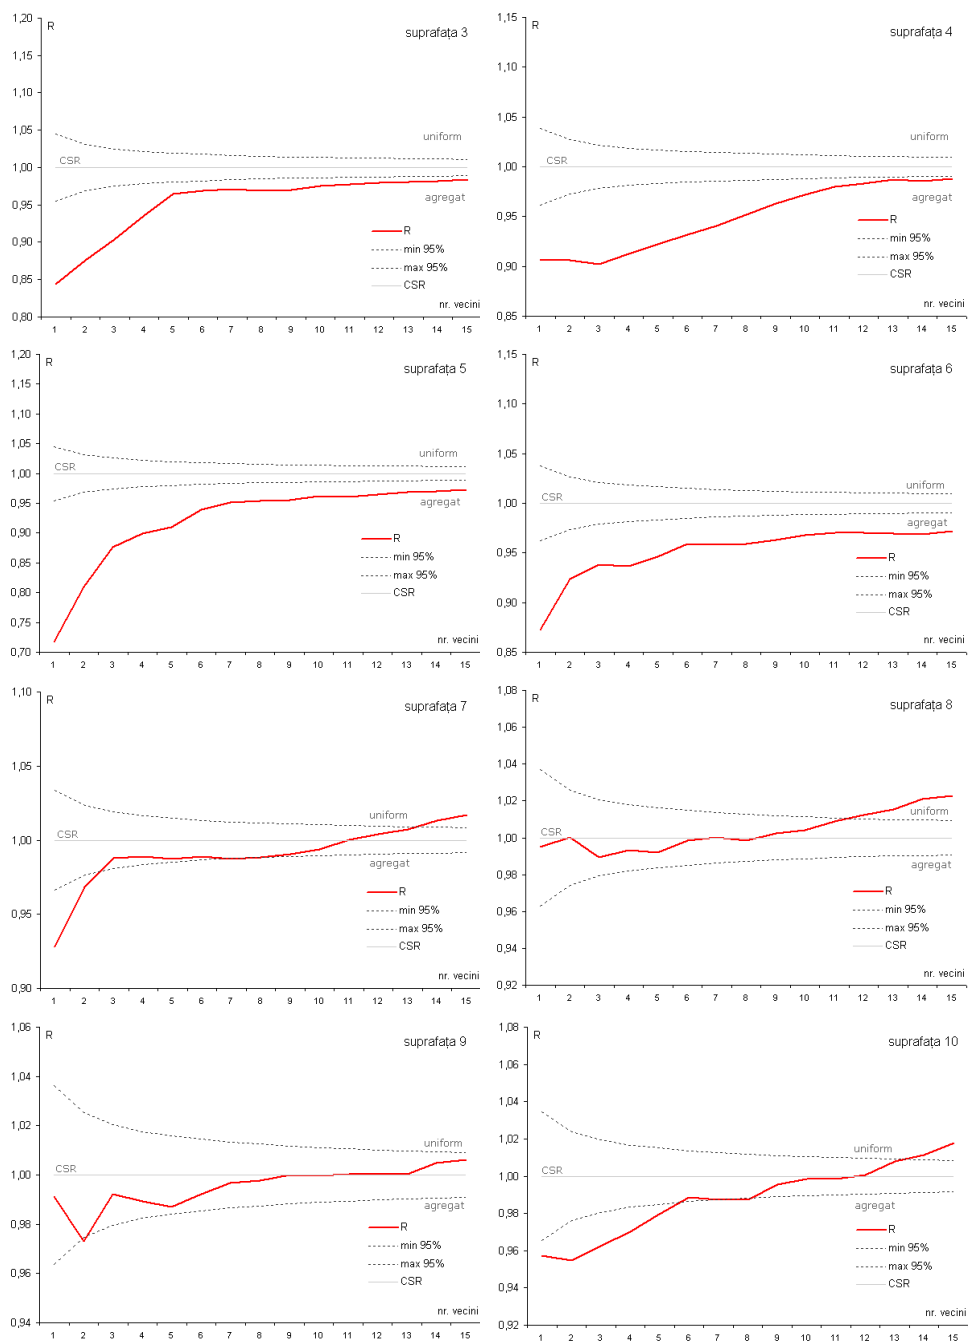 R
suprafața 3
1,20
1,15
1,10
1,05
1,00
0,95
0,90
0,85
0,80
uniform
CSR
agregat
R
min 95%
max 95%
CSR
nr. vecini
1 2 3 4 5 6 7 8 9 10 11 12 13 14 15
R
suprafața 4
1,15
1,10
1,05
1,00
0,95
0,90
0,85
uniform
CSR
agregat
R
min 95%
max 95%
CSR
nr. vecini
1 2 3 4 5 6 7 8 9 10 11 12 13 14 15
R
suprafața 5
1,20
1,15
1,10
1,05
1,00
0,95
0,90
0,85
0,80
0,75
0,70
uniform
CSR
agregat
R
min 95%
max 95%
CSR
nr. vecini
1 2 3 4 5 6 7 8 9 10 11 12 13 14 15
R
suprafața 6
1,15
1,10
1,05
1,00
0,95
0,90
0,85
uniform
CSR
agregat
R
min 95%
max 95%
CSR
nr. vecini
1 2 3 4 5 6 7 8 9 10 11 12 13 14 15
R
suprafața 7
1,10
1,05
1,00
0,95
0,90
uniform
CSR
agregat
R
min 95%
max 95%
CSR
nr. vecini
1 2 3 4 5 6 7 8 9 10 11 12 13 14 15
R
suprafața 8
1,08
1,06
1,04
1,02
1,00
0,98
0,96
0,94
0,92
uniform
CSR
agregat
R
min 95%
max 95%
CSR
nr. vecini
1 2 3 4 5 6 7 8 9 10 11 12 13 14 15
R
suprafața 9
1,06
1,04
1,02
1,00
0,98
0,96
0,94
uniform
CSR
agregat
R
min 95%
max 95%
CSR
nr. vecini
1 2 3 4 5 6 7 8 9 10 11 12 13 14 15
R
suprafața 10
1,08
1,06
1,04
1,02
1,00
0,98
0,96
0,94
0,92
uniform
CSR
agregat
R
min 95%
max 95%
CSR
nr. vecini
1 2 3 4 5 6 7 8 9 10 11 12 13 14 15